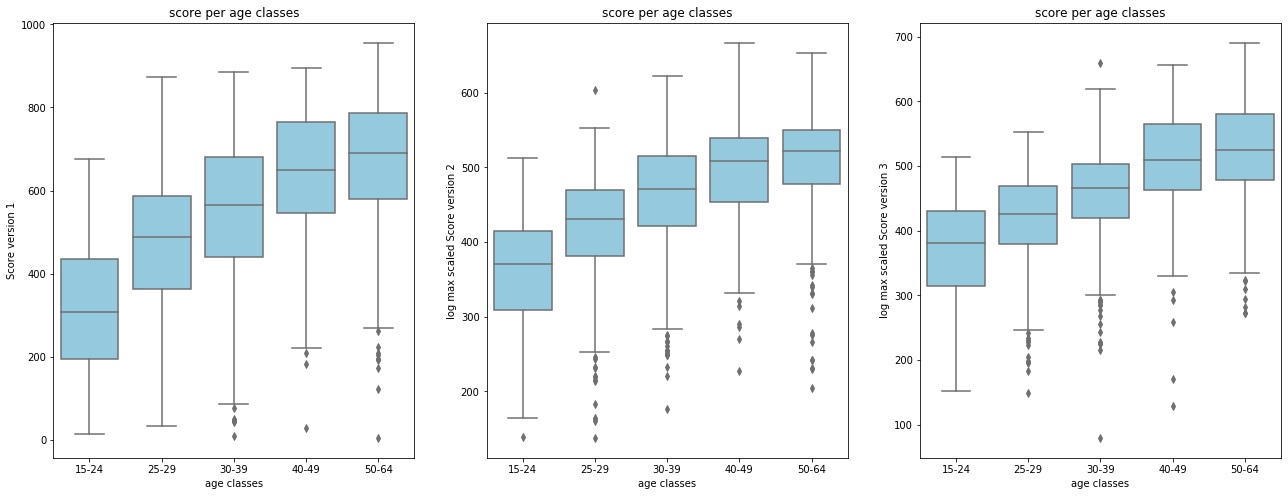 score per age classes
Score version 1
1000
800
600
400
200
0
15-24 25-29 30-39 40-49 50-64
age classes
score per age classes
log max scaled Score version 2
600
500
400
300
200
15-24 25-29 30-39 40-49 50-64
age classes
score per age classes
log max scaled Score version 3
700
600
500
400
300
200
100
15-24 25-29 30-39 40-49 50-64
age classes